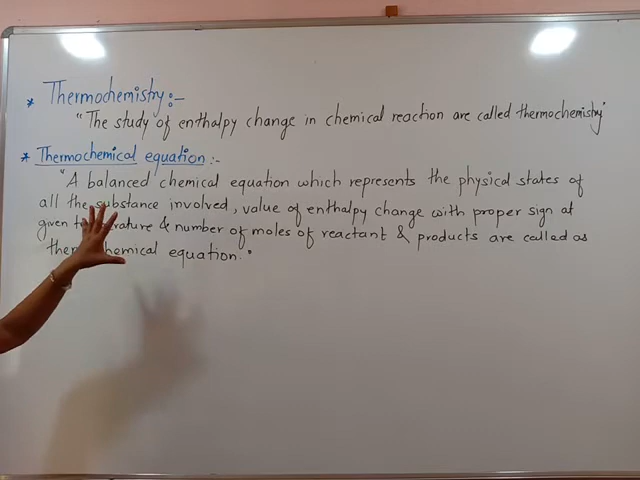 * Thermochemistry:-
"The study of enthalpy change in chemical reaction are called thermochemistry"
* Thermochemical equation:-
"A balanced chemical equation which represents the physical states of
all the substance involved, value of enthalpy change with proper sign at
given & number of moles of reactant & products are called as
equation."